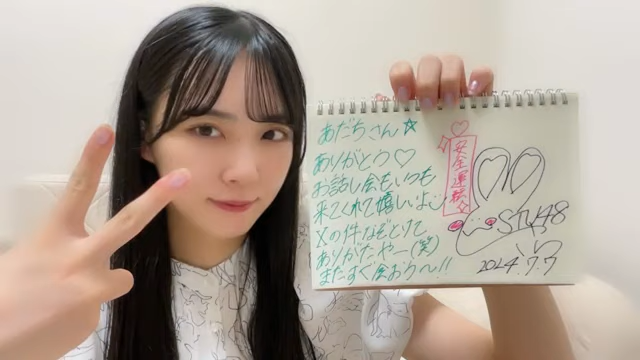 あだちさん☆
ありがとう♡
お話し会もいつも
来てくれて嬉しいよ
Xの件なもとけて
ありがたやー(笑)
またすぐ会おう〜!!
安全運転
STU48
2024.7.7